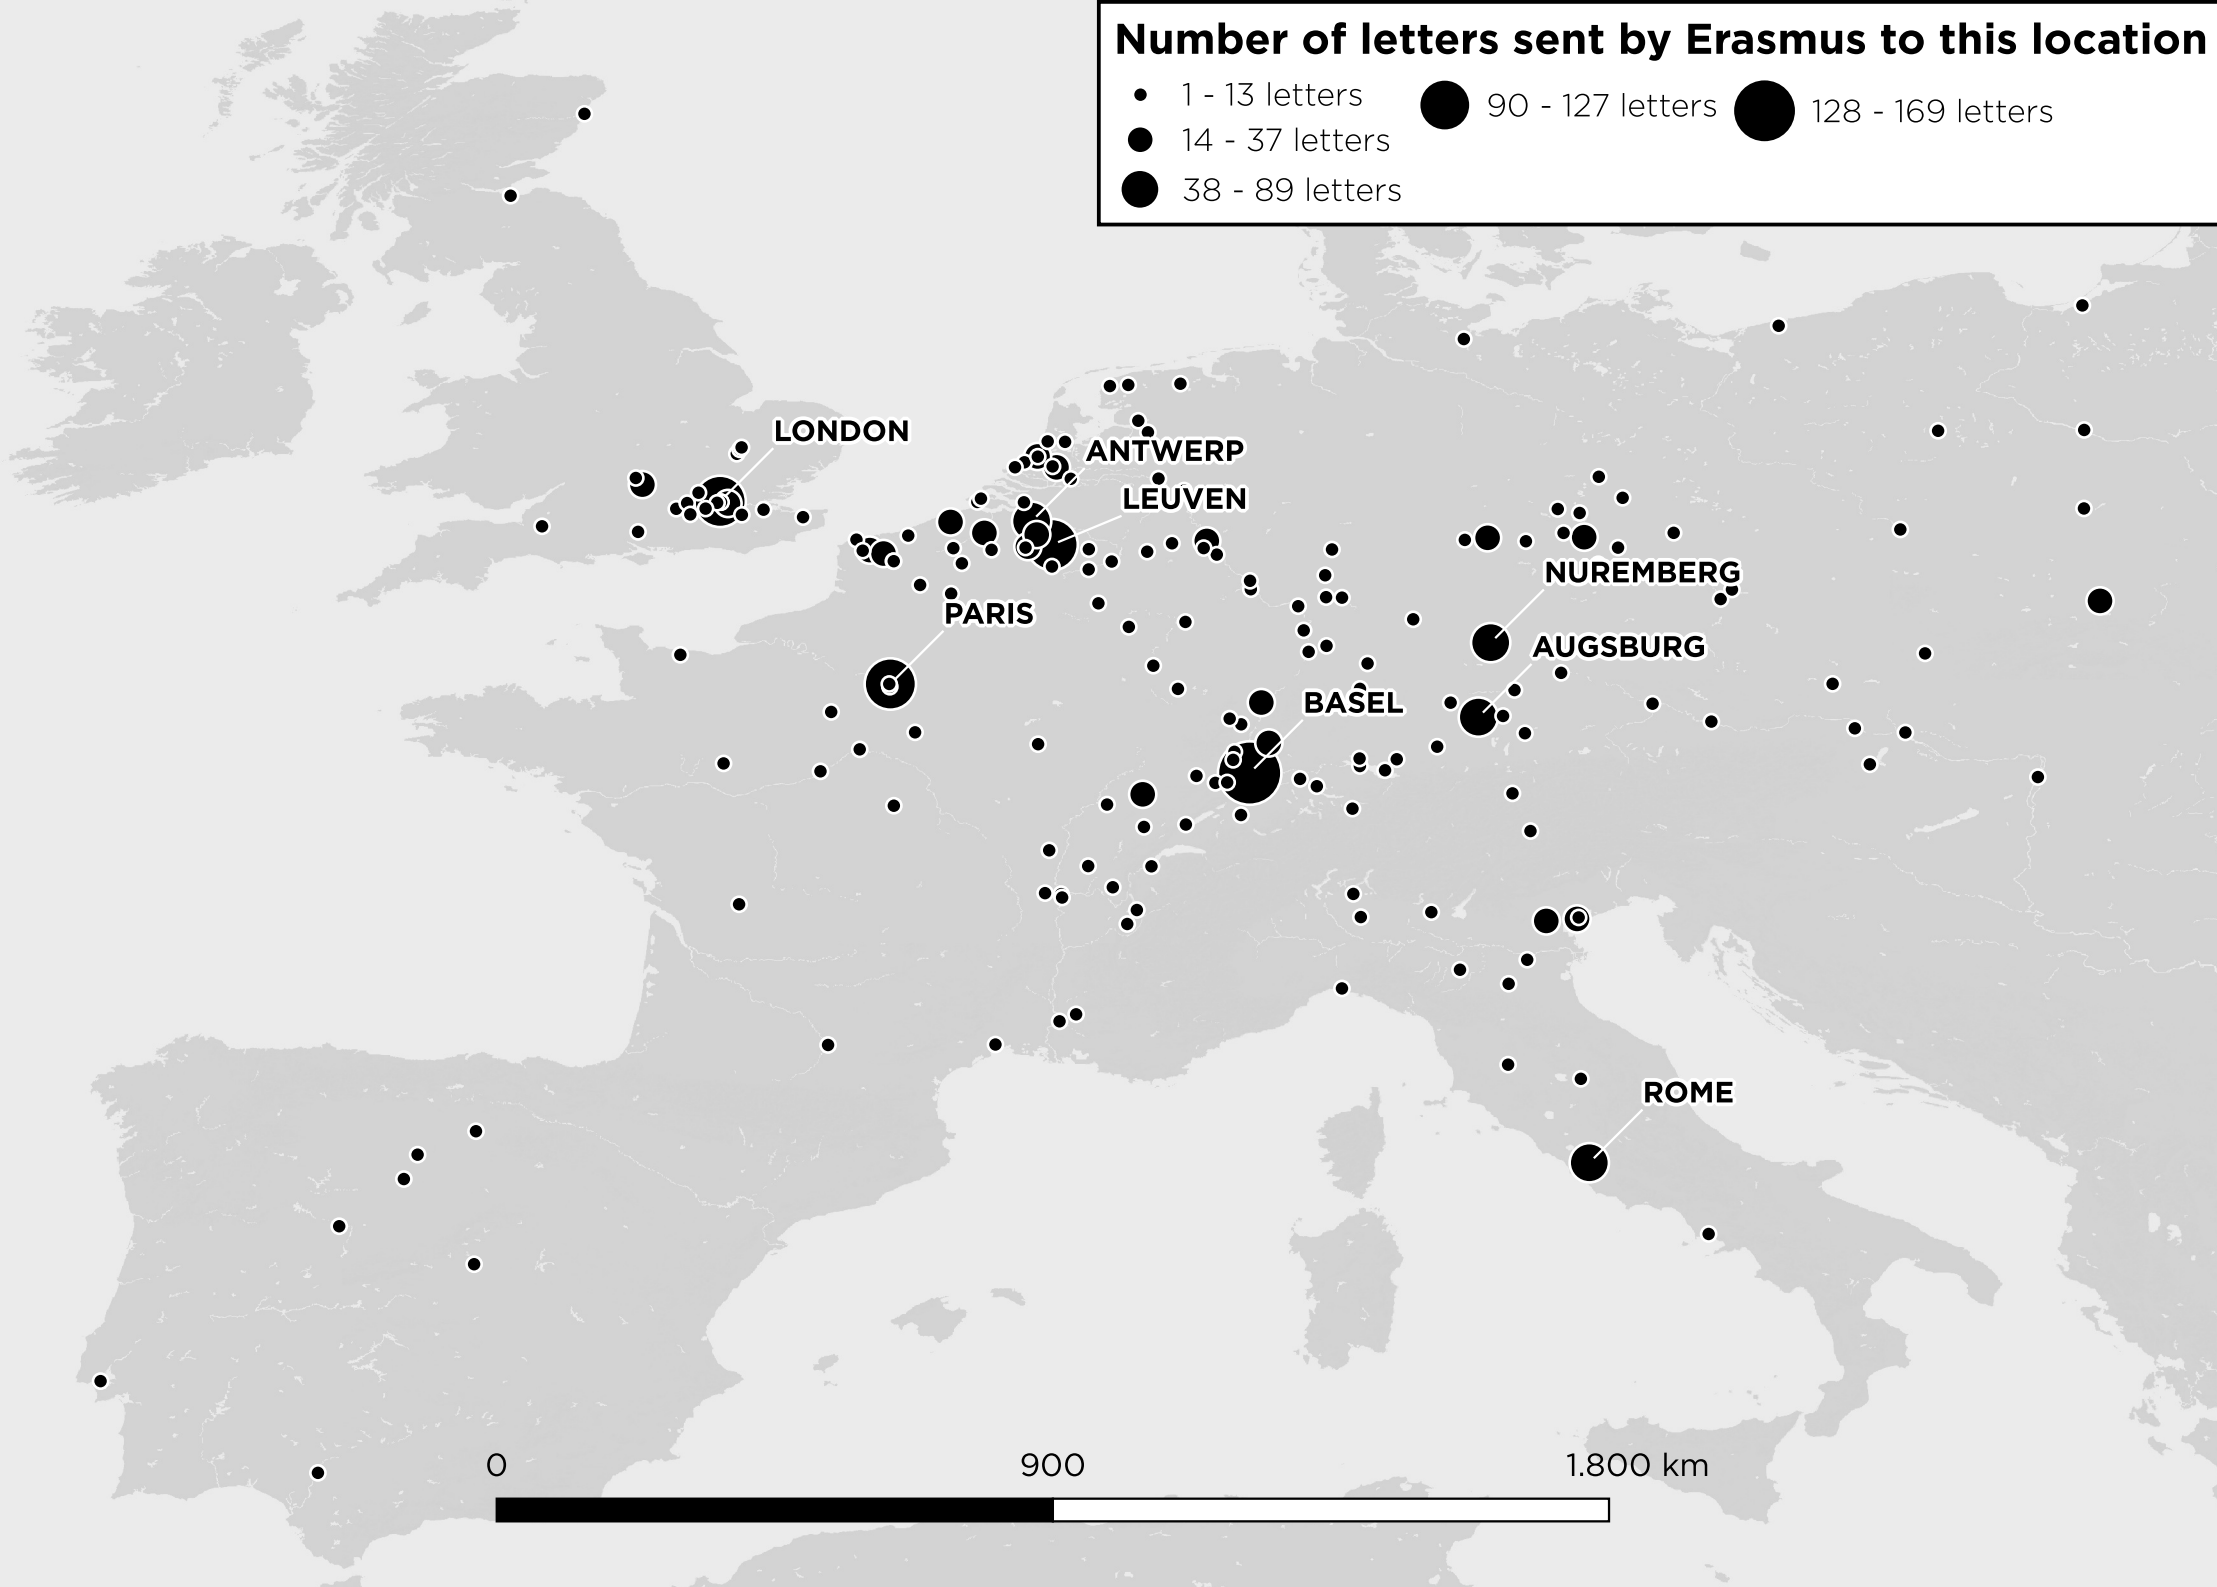 Number of letters sent by Erasmus to this location
1 - 13 letters
14 - 37 letters
38 - 89 letters
90 - 127 letters
128 - 169 letters
LONDON
ANTWERP
LEUVEN
NUREMBERG
PARIS
AUGSBURG
BASEL
ROME
0
900
1.800 km